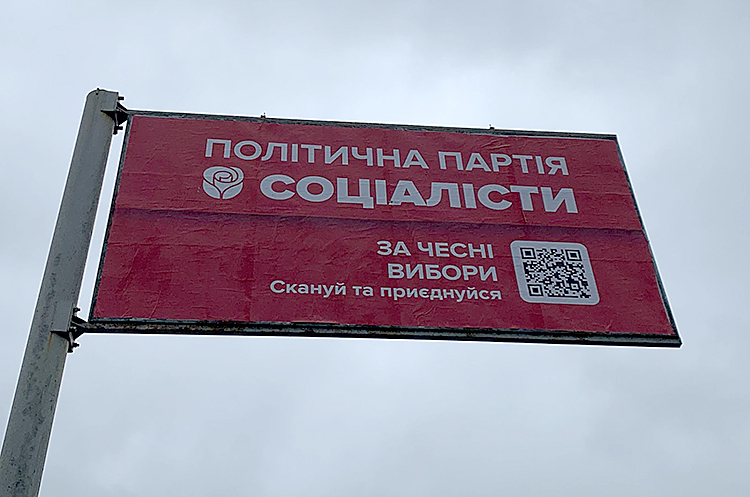 ПОЛІТИЧНА ПАРТІЯ
СОЦІАЛІСТИ
ЗА ЧЕСНІ
ВИБОРИ
Скануй та приєднуйся